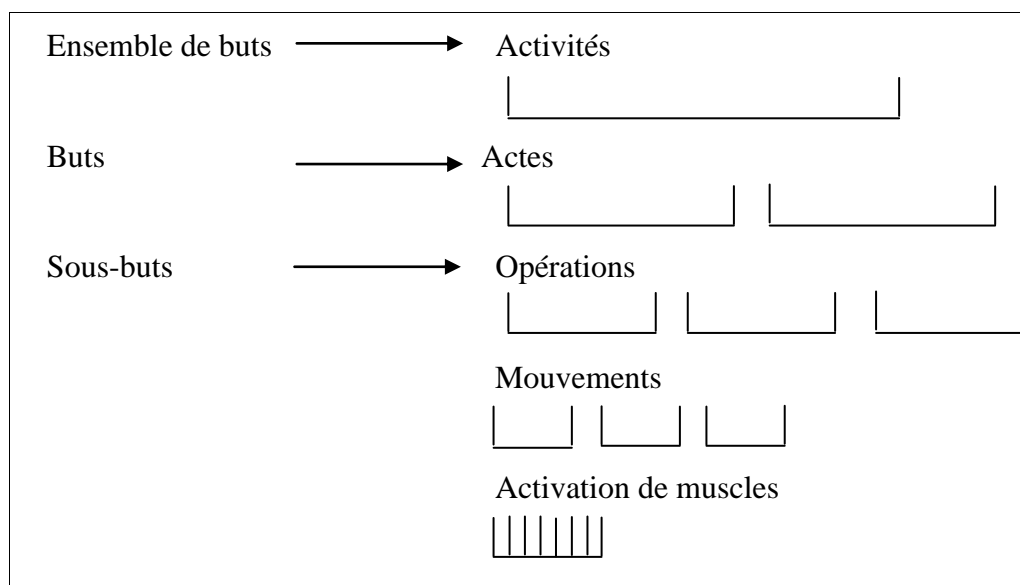 Ensemble de buts Activités
Buts Actes
Sous-buts Opérations
Mouvements
Activation de muscles